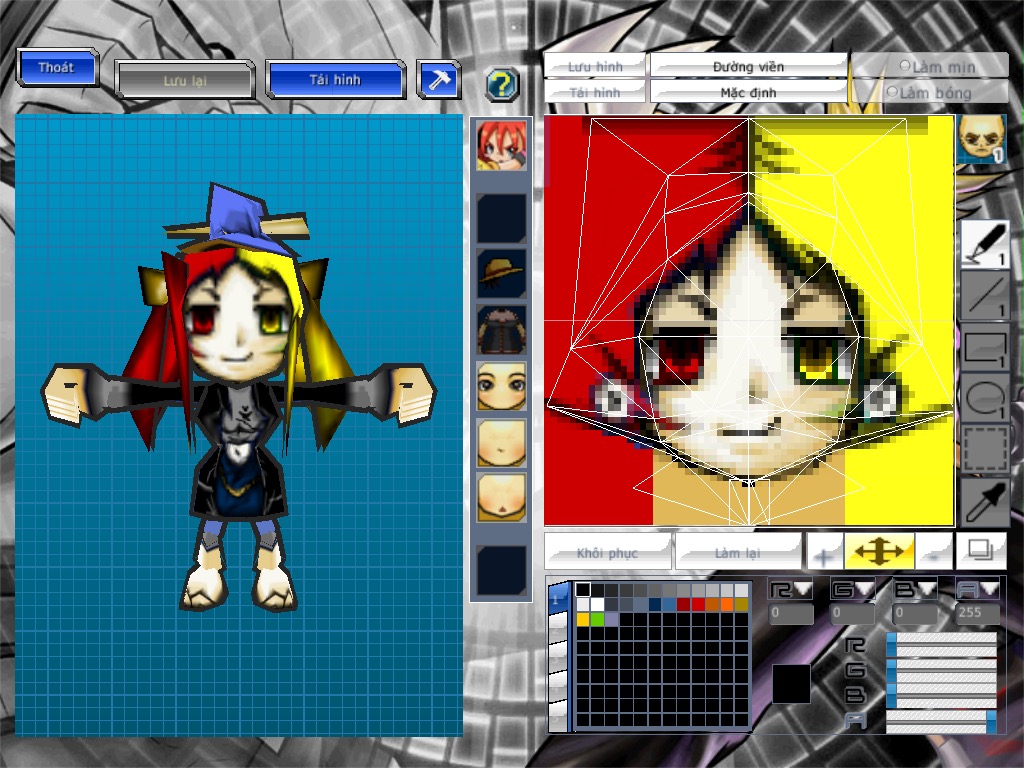 Thoát
Lưu lại
Tải hình
?
Lưu hình
Đường viền
Làm mịn
Tải hình
Mặc định
Làm bóng
1
1
1
1
1
Khôi phục
Làm lại
+
-
1
R
G
B
A
0
0
0
255
R
G
B
A